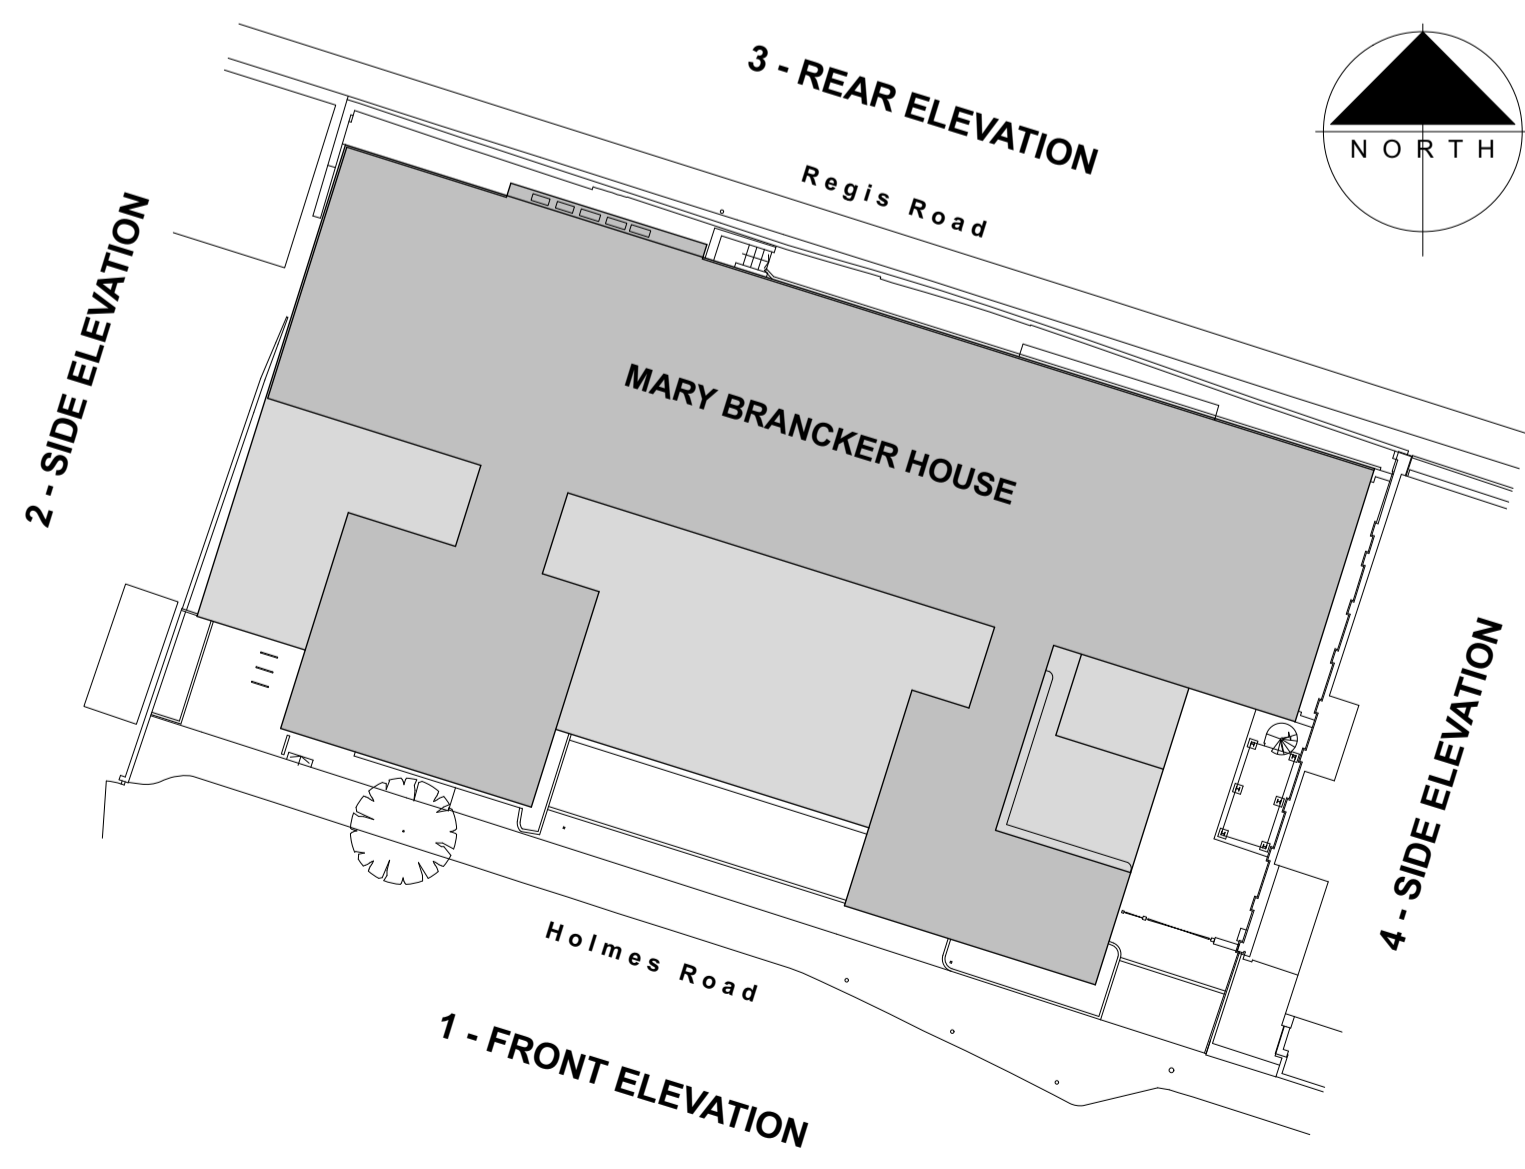 3 - REAR ELEVATION
NORTH
Regis Road
2 - SIDE ELEVATION
MARY BRANCKER HOUSE
4 - SIDE ELEVATION
Holmes Road
1 - FRONT ELEVATION